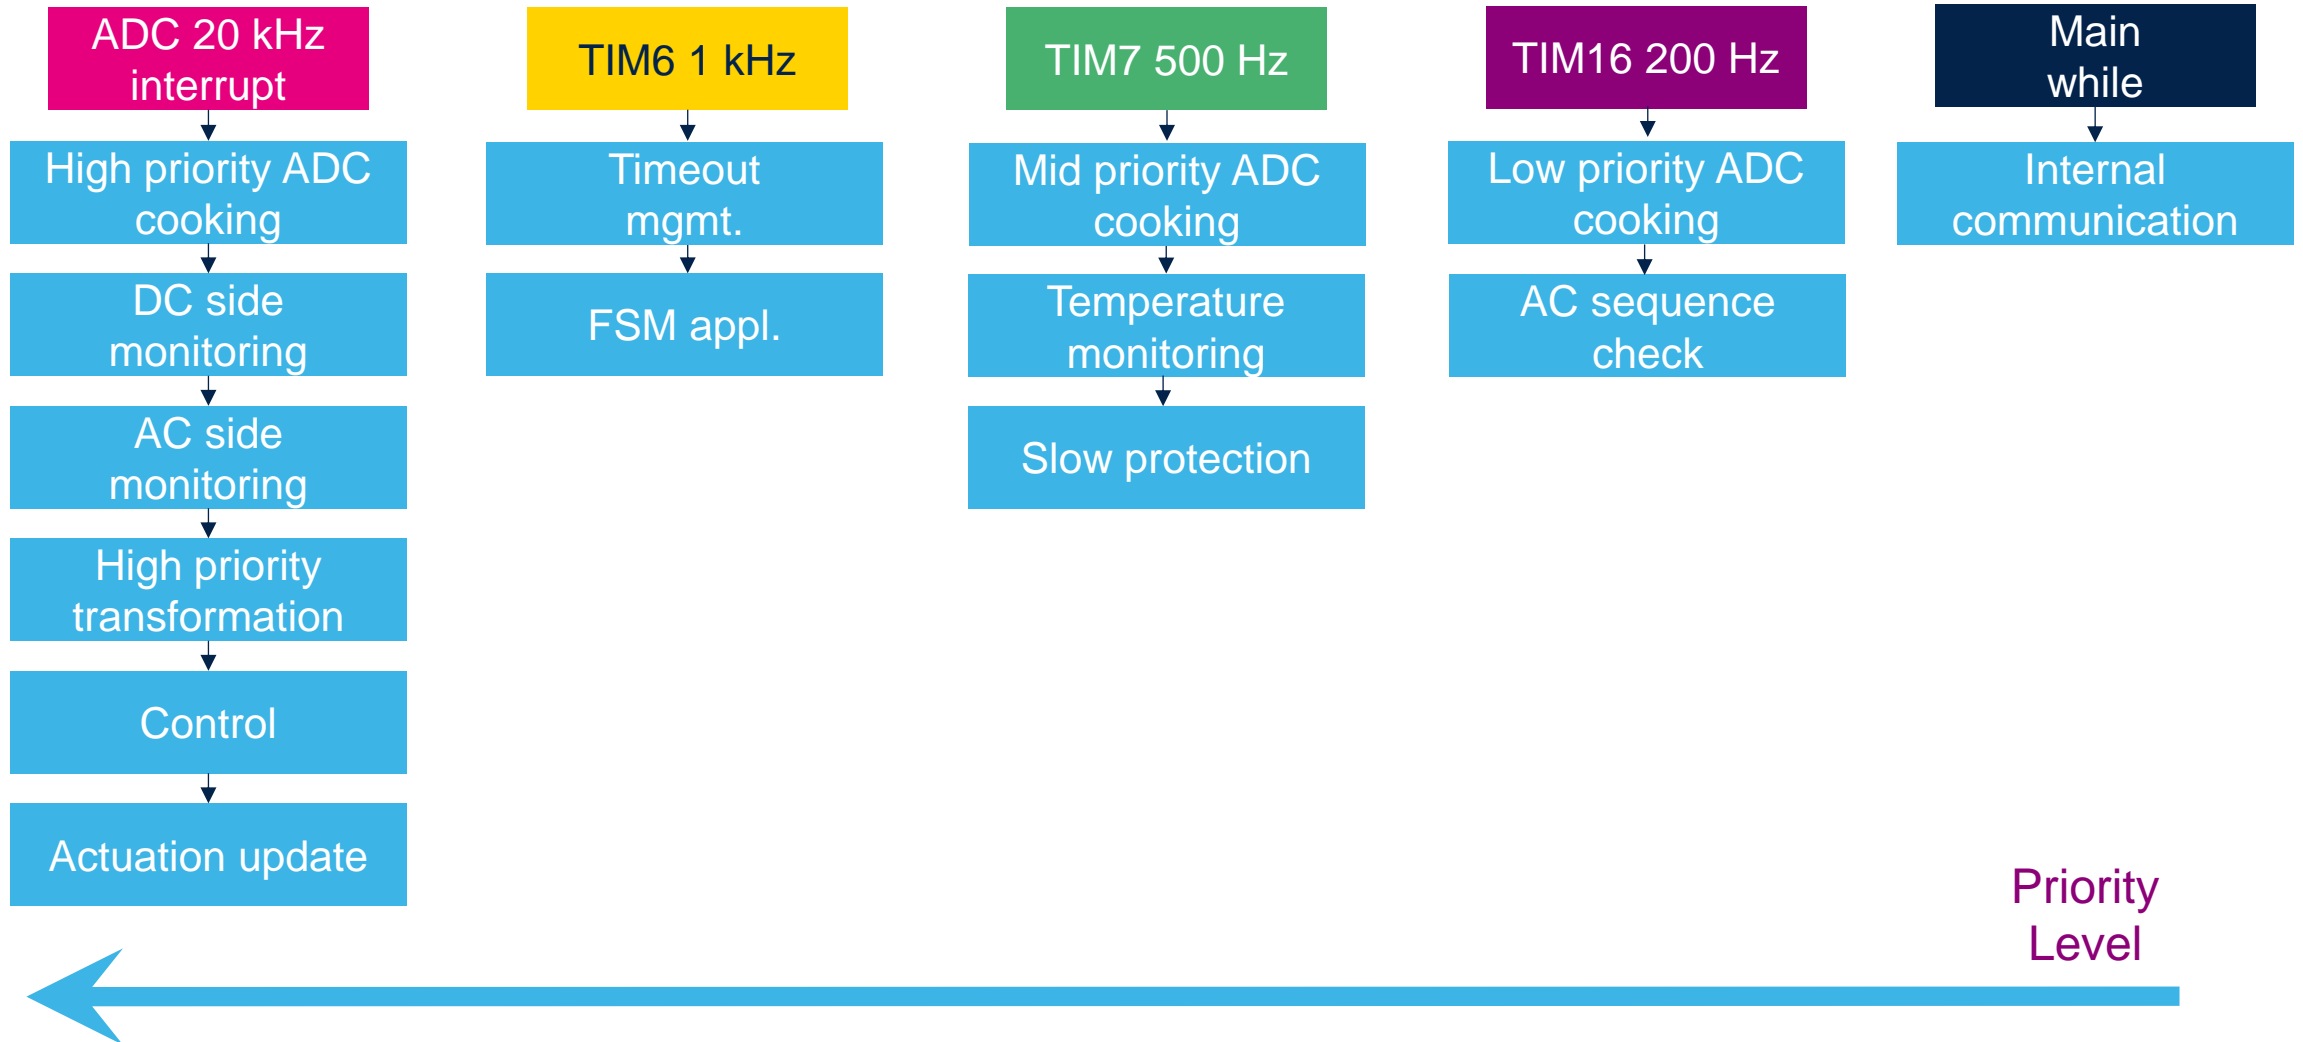 ADC 20 kHz
interrupt
High priority ADC
cooking
DC side
monitoring
AC side
monitoring
High priority
transformation
Control
Actuation update
TIM6 1 kHz
Timeout
mgmt.
FSM appl.
TIM7 500 Hz
Mid priority ADC
cooking
Temperature
monitoring
Slow protection
TIM16 200 Hz
Low priority ADC
cooking
AC sequence
check
Main
while
Internal
communication
Priority
Level